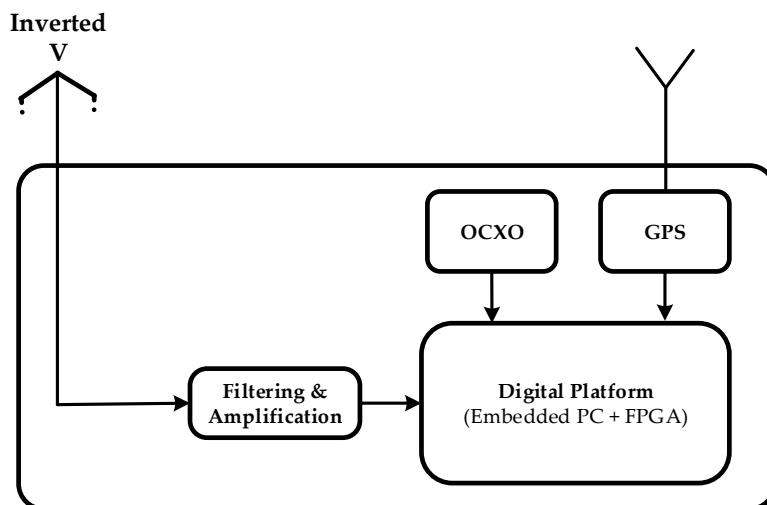 Inverted
V
OCXO
GPS
Filtering &
Amplification
Digital Platform
(Embedded PC + FPGA)